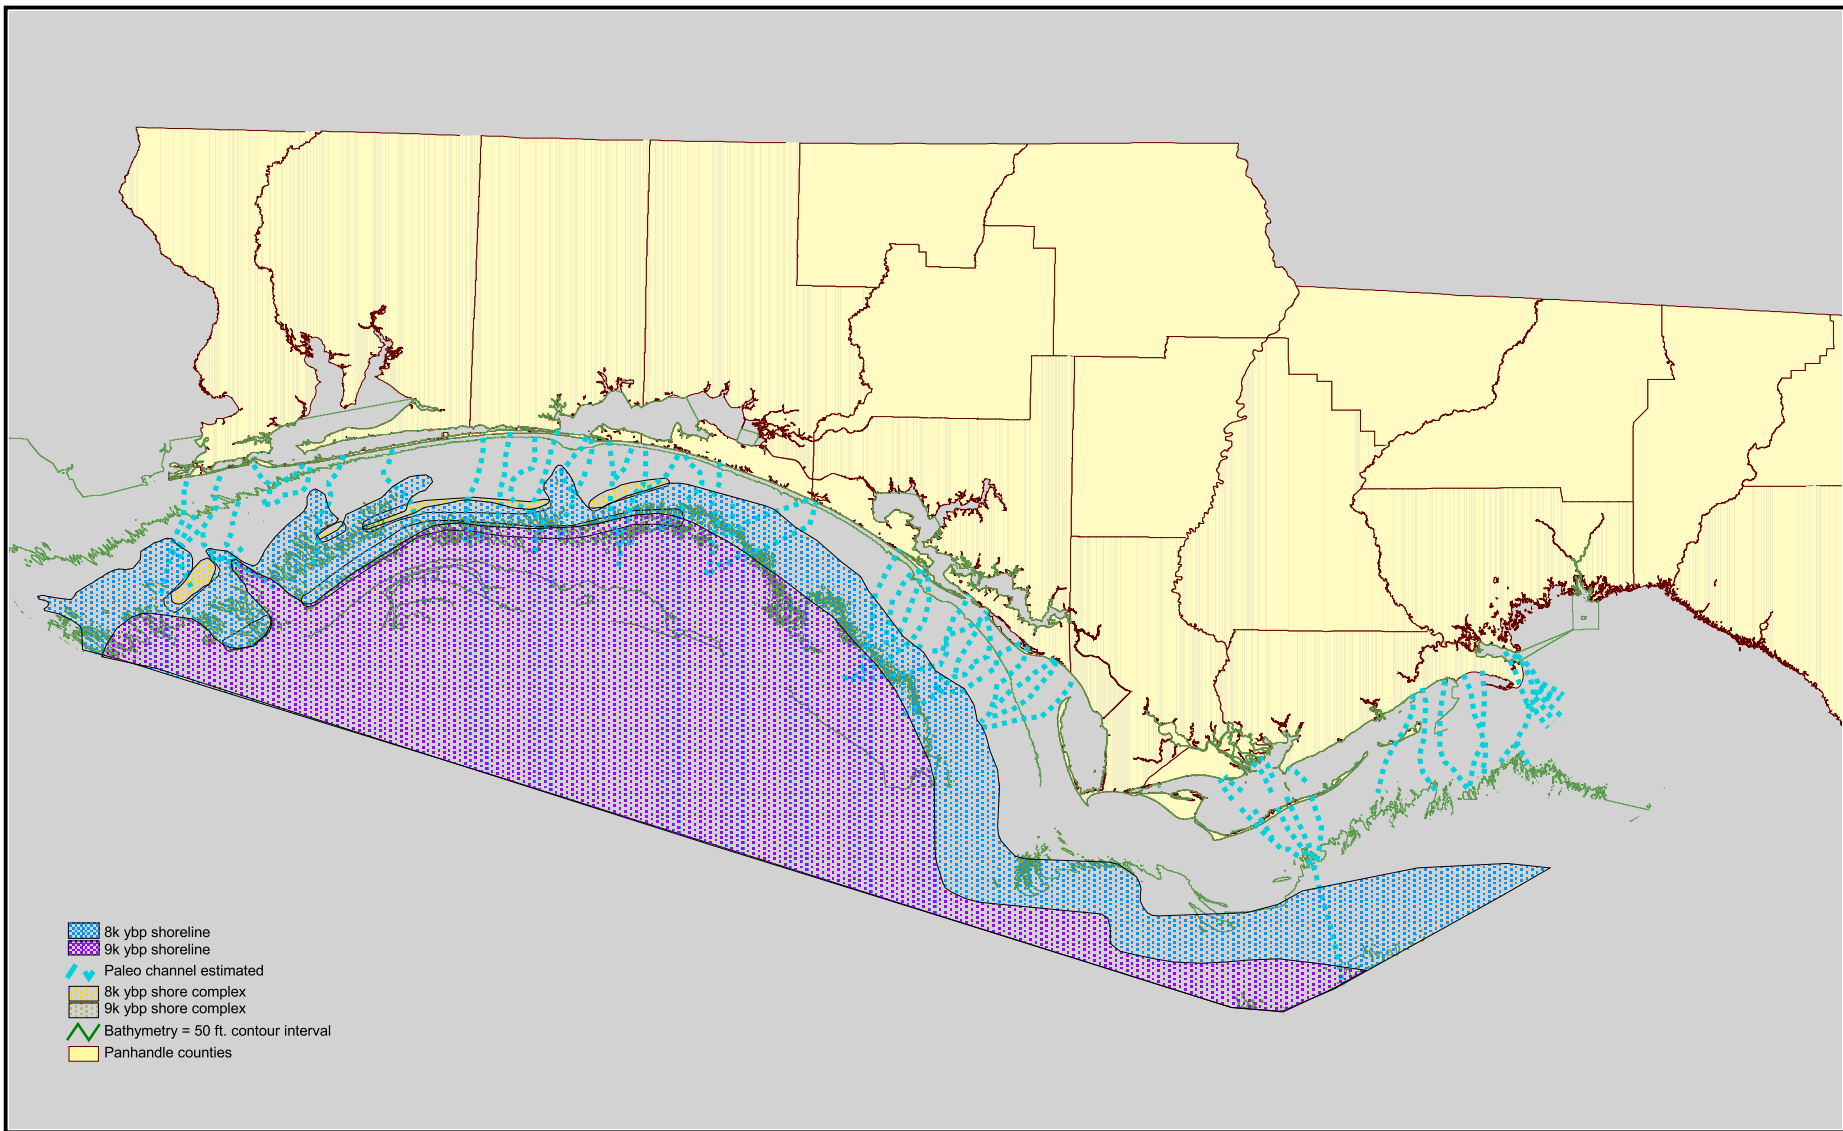 8k ybp shoreline
9k ybp shoreline
Paleo channel estimated
8k ybp shore complex
9k ybp shore complex
Bathymetry = 50 ft. contour interval
Panhandle counties